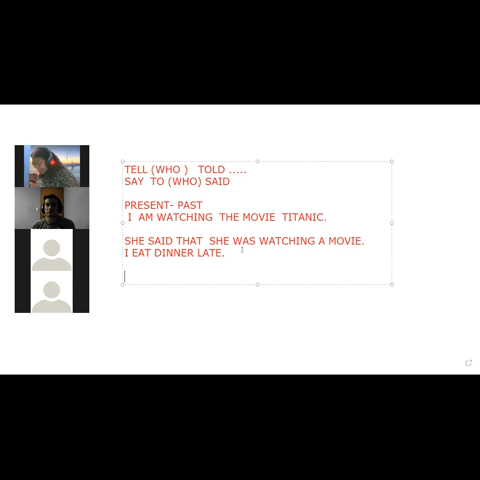 TELL (WHO ) TOLD .....
SAY TO (WHO) SAID
PRESENT- PAST
I AM WATCHING THE MOVIE TITANIC.
SHE SAID THAT SHE WAS WATCHING A MOVIE.
I EAT DINNER LATE.